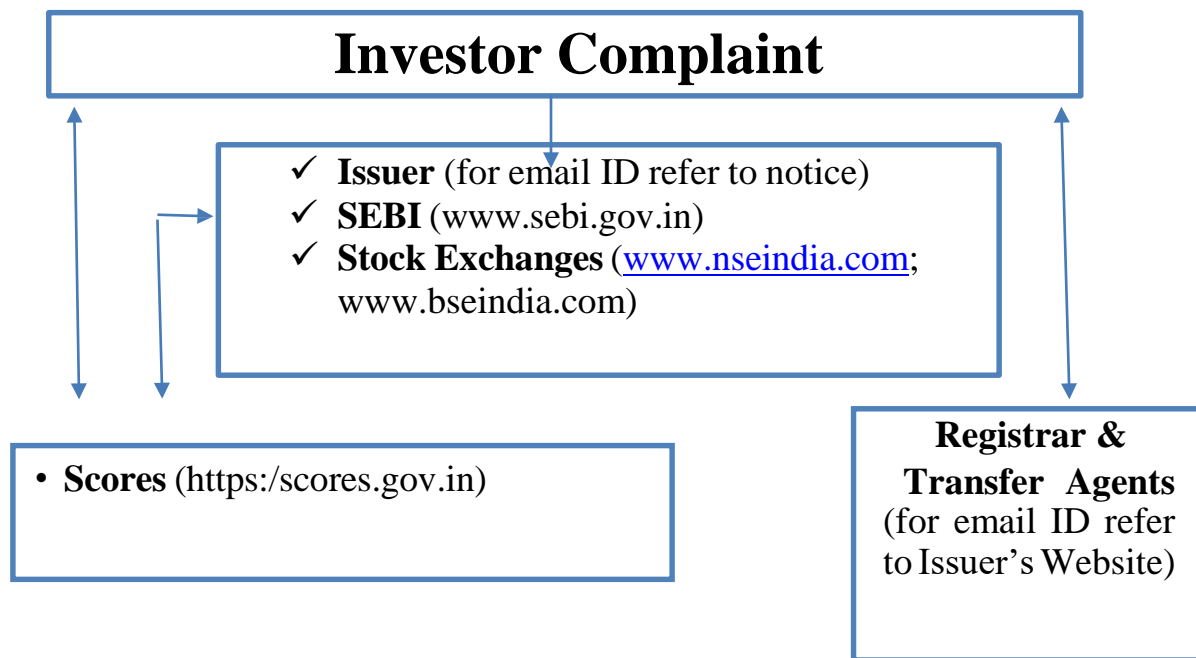 Investor Complaint
✓ Issuer (for email ID refer to notice)
✓ SEBI (www.sebi.gov.in)
✓ Stock Exchanges (www.nseindia.com;
www.bseindia.com)
• Scores (https:/scores.gov.in)
Registrar &
Transfer Agents
(for email ID refer
to Issuer’s Website)